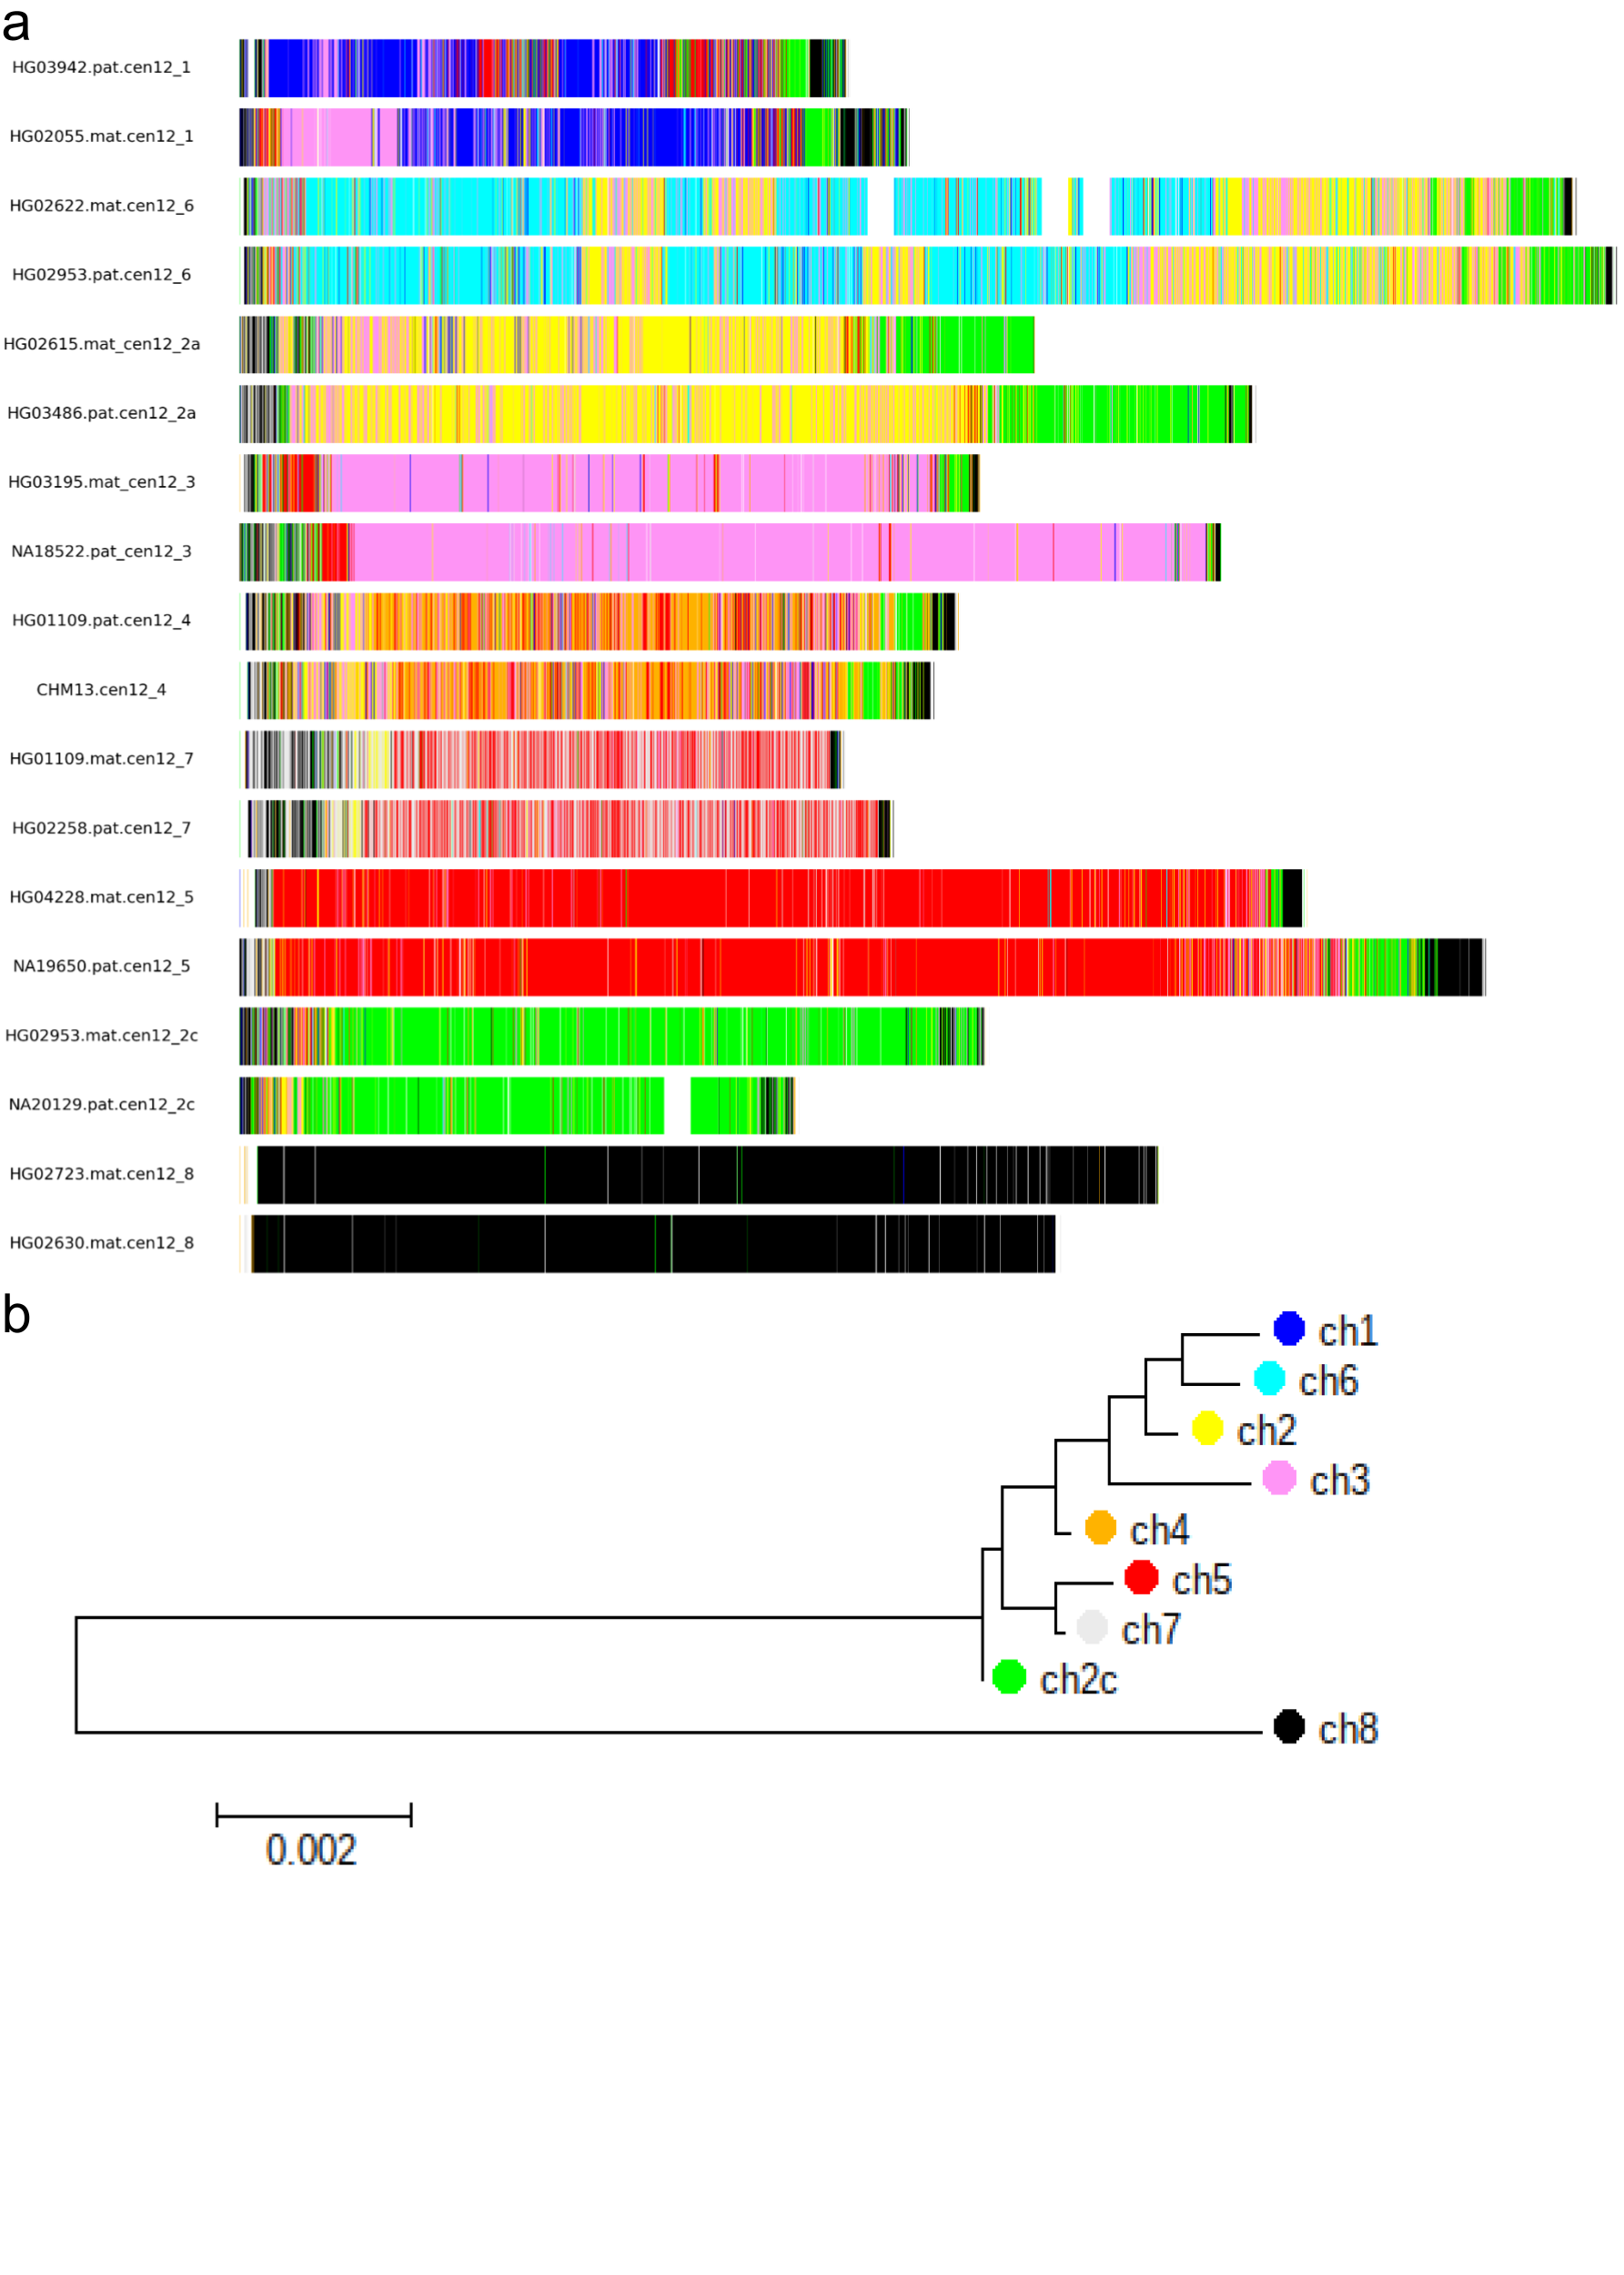 a
HG03942.pat.cen12_1
HG02055.mat.cen12_1
HG02622.mat.cen12_6
HG02953.pat.cen12_6
HG02615.mat_cen12_2a
HG03486.pat.cen12_2a
HG03195.mat_cen12_3
NA18522.pat_cen12_3
HG01109.pat.cen12_4
CHM13.cen12_4
HG01109.mat.cen12_7
HG02258.pat.cen12_7
HG04228.mat.cen12_5
NA19650.pat.cen12_5
HG02953.mat.cen12_2c
NA20129.pat.cen12_2c
HG02723.mat.cen12_8
HG02630.mat.cen12_8
b
ch1
ch6
ch2
ch3
ch4
ch5
ch7
ch2c
ch8
0.002